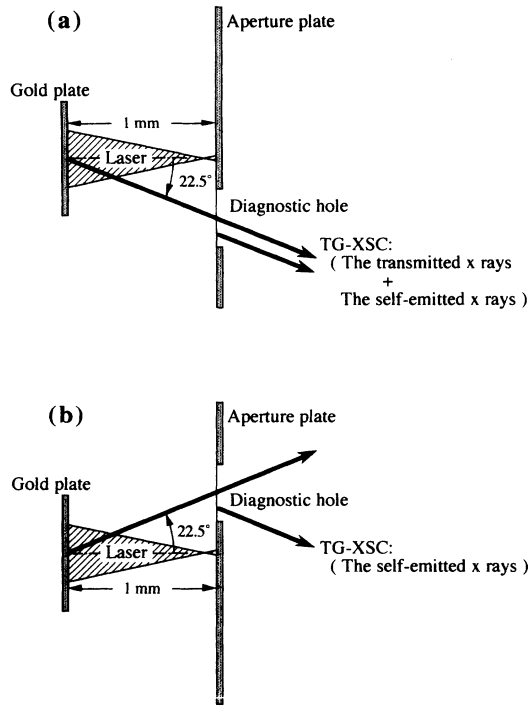 (a)
Aperture plate
Gold plate
1 mm
Laser
22.5°
Diagnostic hole
TG-XSC:
( The transmitted x rays
+
The self-emitted x rays )
(b)
Aperture plate
Gold plate
22.5°
Diagnostic hole
Laser
TG-XSC:
( The self-emitted x rays )
1 mm